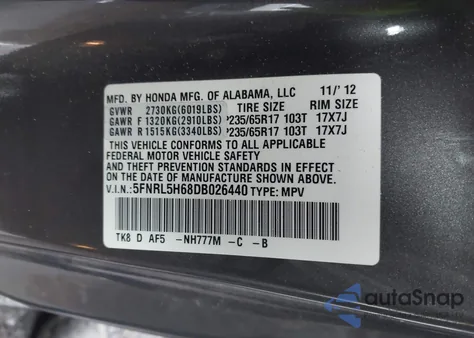 MFD. BY HONDA MFG. OF ALABAMA, LLC 11/'12
GVWR 2730KG(6019LBS) TIRE SIZE RIM SIZE
GAWR F 1320KG(2910LBS) P235/65R17 103T 17X7J
GAWR R 1515KG(3340LBS) P235/65R17 103T 17X7J
THIS VEHICLE CONFORMS TO ALL APPLICABLE
FEDERAL MOTOR VEHICLE SAFETY STANDARDS IN
EFFECT ON THE DATE OF MANUFACTURE SHOWN ABOVE.
V.I.N: 5FNRL5H68DB026440 TYPE: MPV
TK8 D AF5 -NH777M -C -B
autoSnap